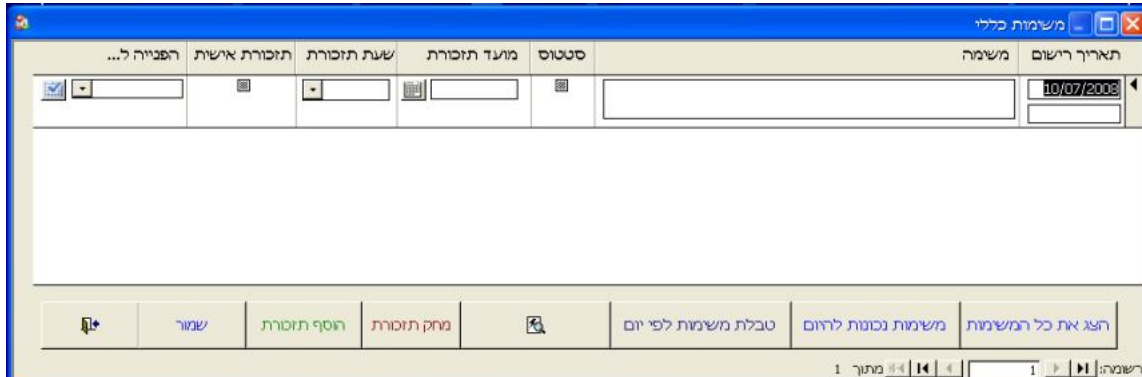 משימות כללי
תאריך רישום משימה סטטוס מועד תזכורת שעת תזכורת תזכורת אישית הפנייה ל...
10/07/2008
הצג את כל המשימות משימות נכונות להיום טבלת משימות לפי יום מחק תזכורת הוסף תזכורת שמור
רשומה: 1 מתוך 1